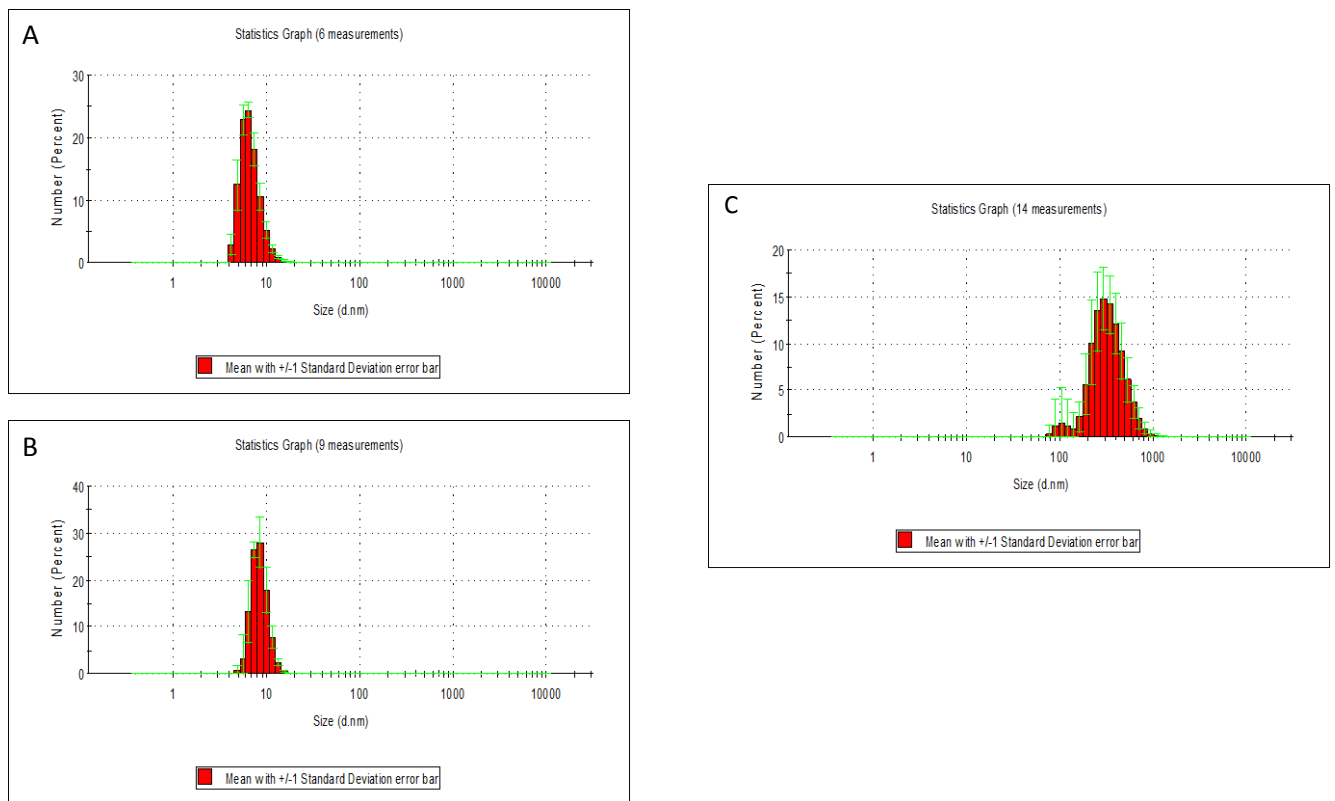 A
Statistics Graph (6 measurements)
30
20
10
0
Number (Percent)
1 10 100 1000 10000
Size (d.nm)
Mean with +/-1 Standard Deviation error bar
B
Statistics Graph (9 measurements)
40
30
20
10
0
Number (Percent)
1 10 100 1000 10000
Size (d.nm)
Mean with +/-1 Standard Deviation error bar
C
Statistics Graph (14 measurements)
20
15
10
5
0
Number (Percent)
1 10 100 1000 10000
Size (d.nm)
Mean with +/-1 Standard Deviation error bar